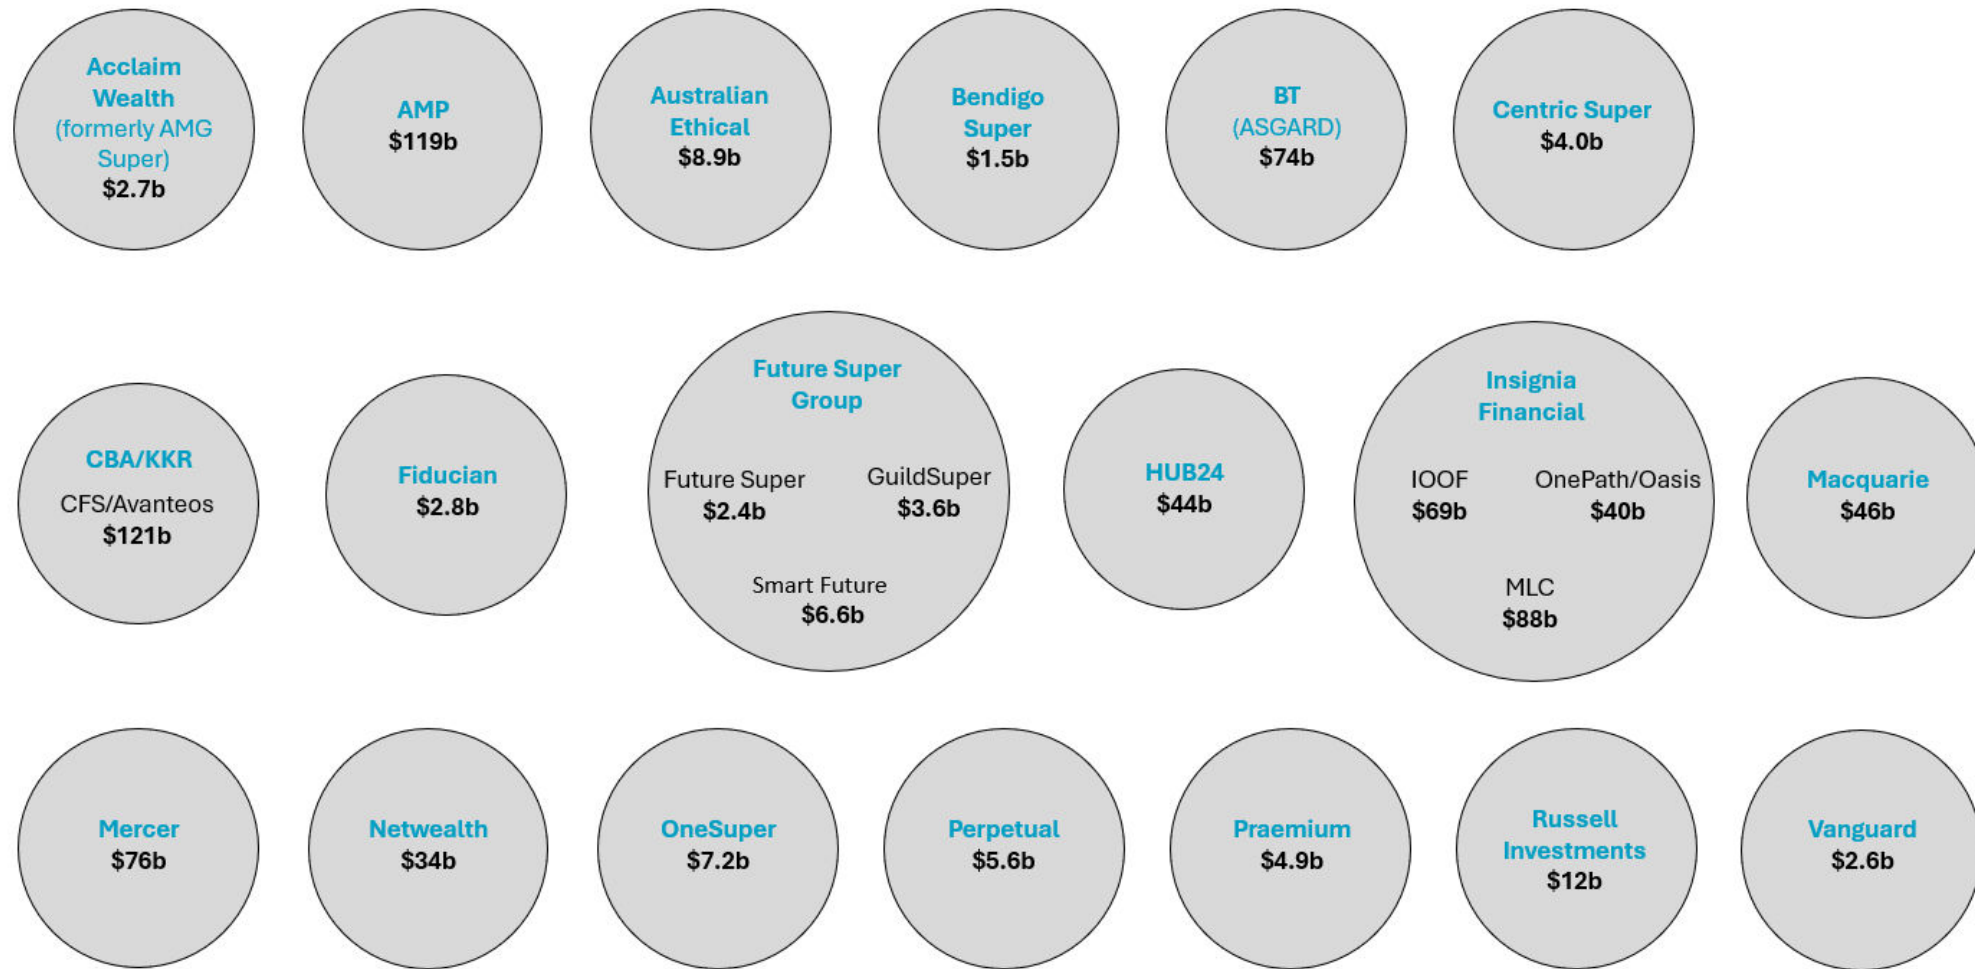 Acclaim
Wealth
(formerly AMG
Super)
$2.7b
AMP
$119b
Australian
Ethical
$8.9b
Bendigo
Super
$1.5b
BT
(ASGARD)
$74b
Centric Super
$4.0b
CBA/KKR
CFS/Avanteos
$121b
Fiducian
$2.8b
Future Super
Group
Future Super
$2.4b
GuildSuper
$3.6b
Smart Future
$6.6b
HUB24
$44b
Insignia
Financial
IOOF
$69b
OnePath/Oasis
$40b
MLC
$88b
Macquarie
$46b
Mercer
$76b
Netwealth
$34b
OneSuper
$7.2b
Perpetual
$5.6b
Praemium
$4.9b
Russell
Investments
$12b
Vanguard
$2.6b